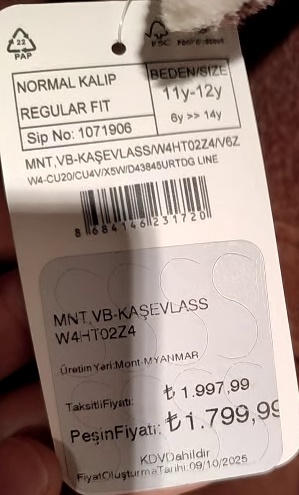 22
PAP
FSC
NORMAL KALIP
REGULAR FIT
BEDEN/SIZE
11y-12y
6y >> 14y
Sip No: 1071906
MNT.VB-KAŞEVLASS/W4HT02Z4/V6Z
W4-CU20/CU4V/X5W/D43845URTDG LINE
8 684146 231720
MNT.VB-KAŞEVLASS
W4HT02Z4
Üretim Yeri:Mont-MYANMAR
TaksitliFiyatı: ₺ 1.997,99
PeşinFiyatı: ₺ 1.799,99
KDVDahildir
FiyatOluşturmaTarihi:09/10/2025